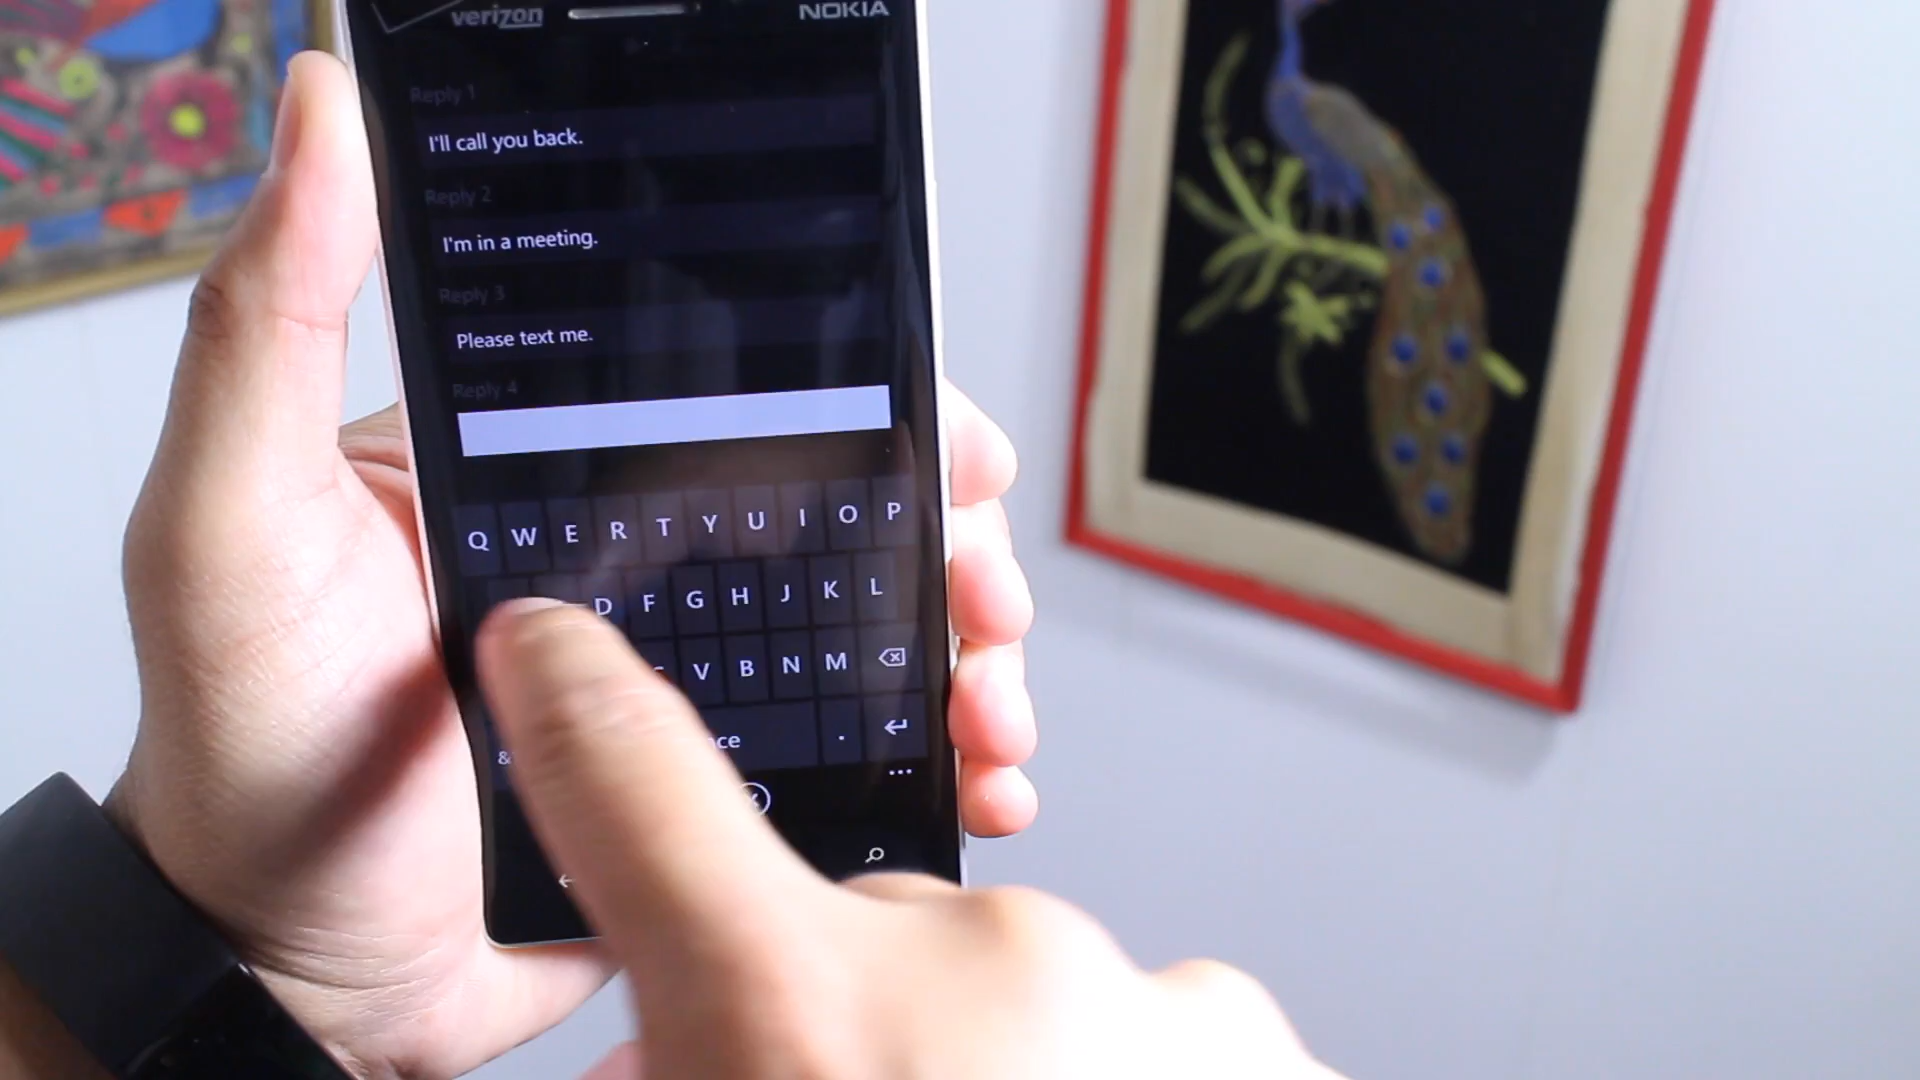 verizon NOKIA
Reply 1
I'll call you back.
Reply 2
I'm in a meeting.
Reply 3
Please text me.
Reply 4
Q W E R T Y U I O P
D F G H J K L
V B N M
& .